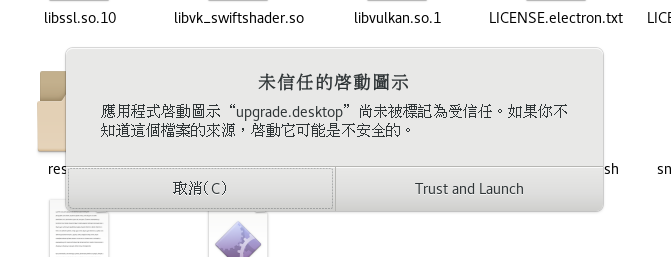 libssl.so.10
libvk_swiftshader.so
libvulkan.so.1
LICENSE.electron.txt
LICE
未信任的啓動圖示
應用程式啓動圖示“upgrade.desktop”尚未被標記為受信任。如果你不
知道這個檔案的來源，啓動它可能是不安全的。
res
sh
sn
取消(C)
Trust and Launch